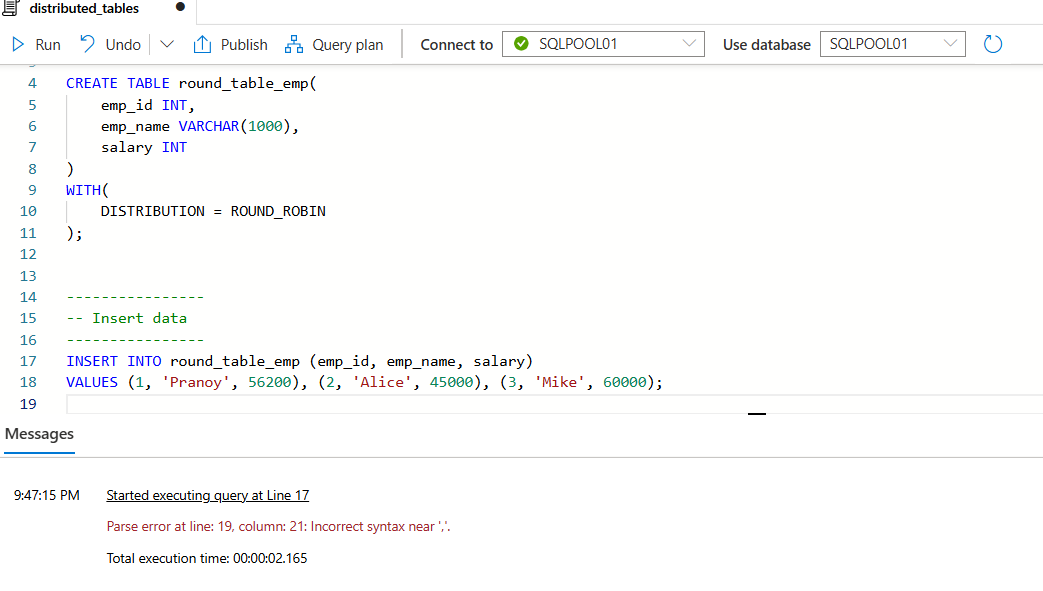 distributed_tables
Run Undo Publish Query plan Connect to SQLPOOL01 Use database SQLPOOL01
4 CREATE TABLE round_table_emp(
5 emp_id INT,
6 emp_name VARCHAR(1000),
7 salary INT
8 )
9 WITH(
10 DISTRIBUTION = ROUND_ROBIN
11 );
12
13
14 ----------------
15 -- Insert data
16 ----------------
17 INSERT INTO round_table_emp (emp_id, emp_name, salary)
18 VALUES (1, 'Pranoy', 56200), (2, 'Alice', 45000), (3, 'Mike', 60000);
19
Messages
9:47:15 PM Started executing query at Line 17
Parse error at line: 19, column: 21: Incorrect syntax near ','.
Total execution time: 00:00:02.165